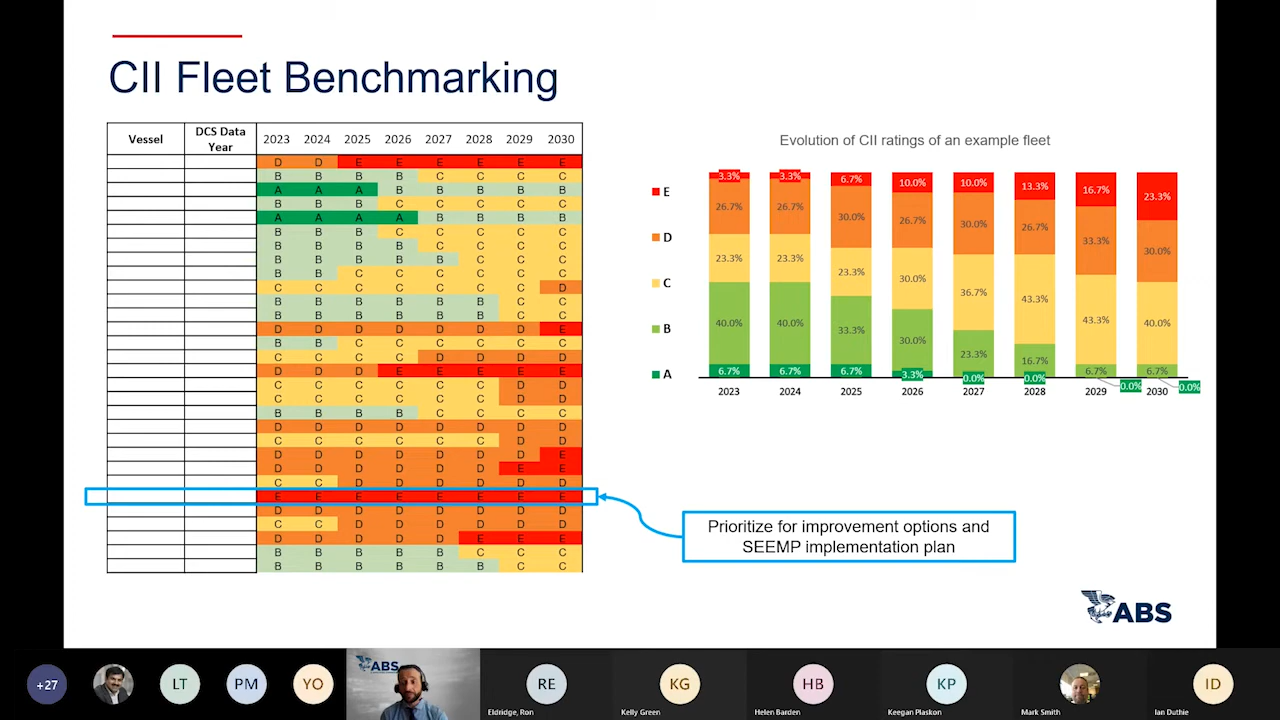 CII Fleet Benchmarking
Vessel DCS Data Year 2023 2024 2025 2026 2027 2028 2029 2030
D D E E E E E E
B B B B C C C C
A A A B B B B B
B B B C C C C C
A A A A B B B B
B B B C C C C C
B B B B C C C C
B B B B B C C C
B B C C C C C C
C C C C C C C D
B B B B B B C C
B B B B B B C C
D D D D D D D E
B B C C C C C C
C C C C D D D D
D D D E E E E E
C C C C C C D D
C C C C C C D D
B B B B C C C C
D D D D D D D D
C C C C C C D D
D D D D D D D E
D D D D D D E E
C C D D D D D D
E E E E E E E E
D D D D D D D D
C C D D D D D D
D D D D D E E E
B B B B B C C C
B B B B B B C C
Evolution of CII ratings of an example fleet
E
D
C
B
A
3.3% 3.3% 6.7% 10.0% 10.0% 13.3% 16.7% 23.3%
26.7% 26.7% 30.0% 26.7% 30.0% 26.7% 33.3% 30.0%
23.3% 23.3% 23.3% 30.0% 36.7% 43.3% 43.3% 40.0%
40.0% 40.0% 33.3% 30.0% 23.3% 16.7% 6.7% 6.7%
6.7% 6.7% 6.7% 3.3% 0.0% 0.0% 0.0% 0.0%
2023 2024 2025 2026 2027 2028 2029 2030
Prioritize for improvement options and
SEEMP implementation plan
ABS
+27 LT PM YO ABS RE KG HB KP ID
Eldridge, Ron Kelly Green Helen Barden Keegan Plaskon Mark Smith Ian Duthie